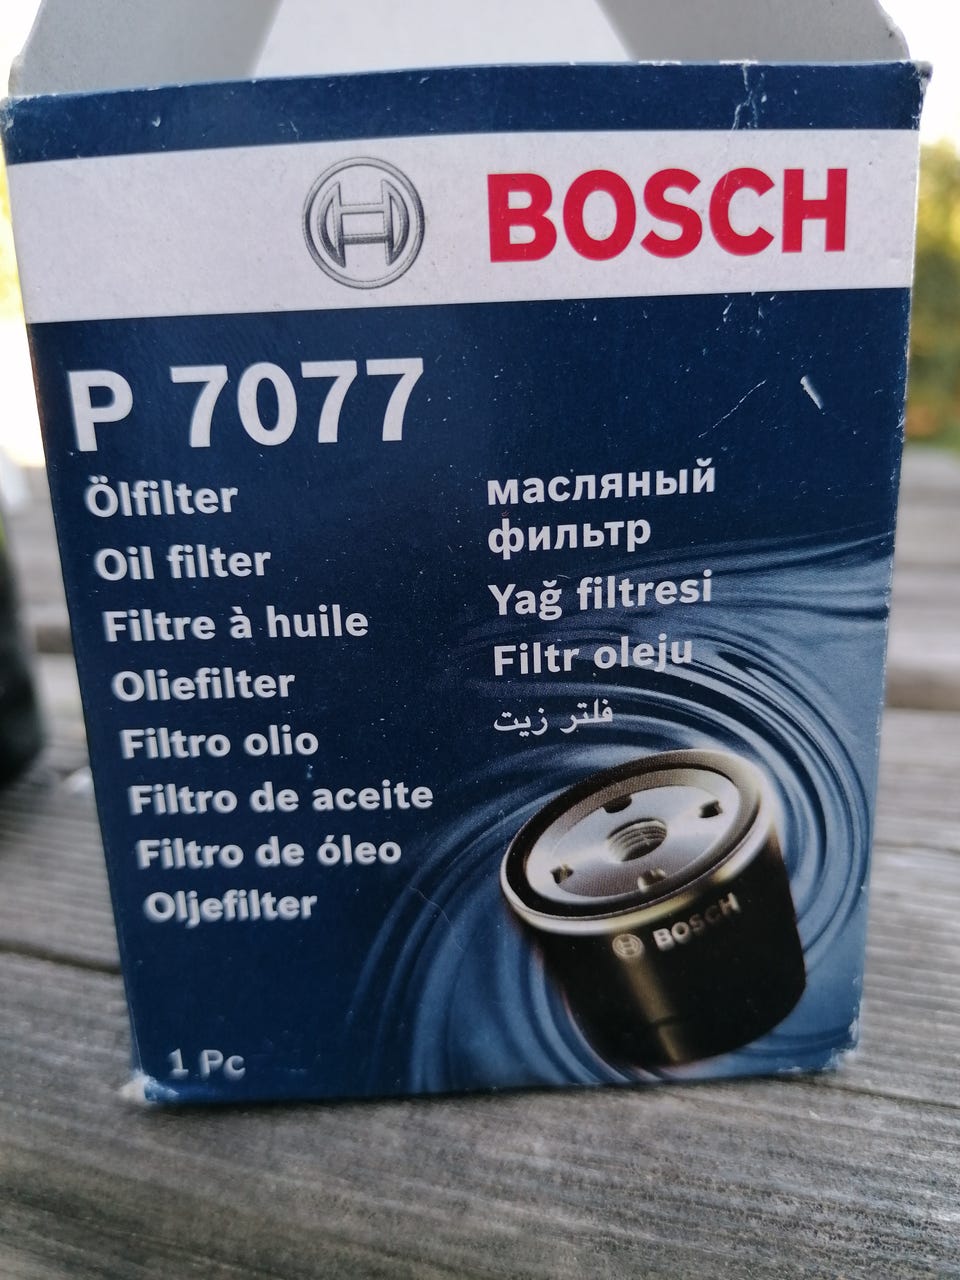 BOSCH
P 7077
Ölfilter
Oil filter
Filtre à huile
Oliefilter
Filtro olio
Filtro de aceite
Filtro de óleo
Oljefilter
масляный
фильтр
Yağ filtresi
Filtr oleju
فلتر زيت
BOSCH
1 Pc